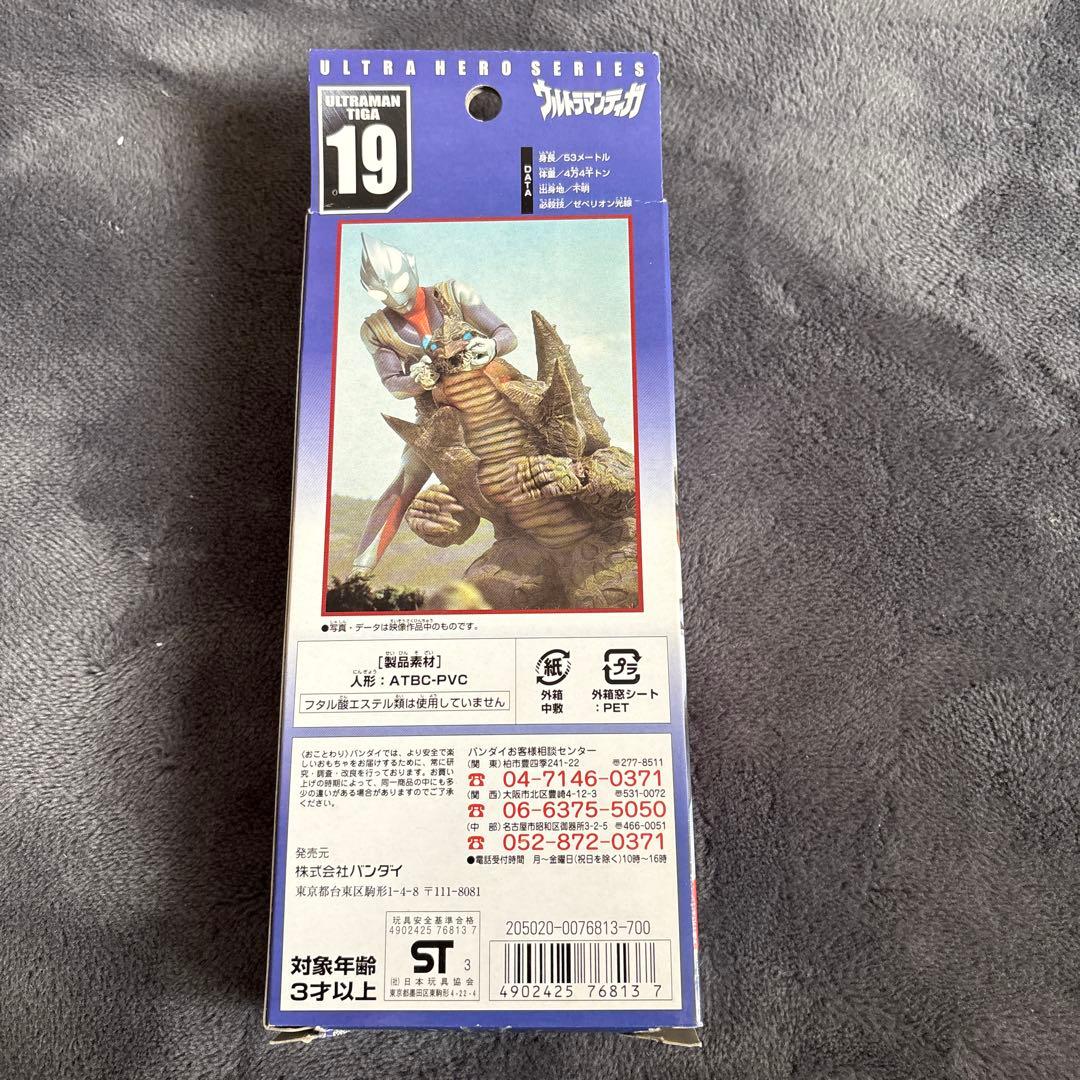 ULTRA HERO SERIES
ULTRAMAN
TIGA
19
ウルトラマンティガ
DATA
身長/53メートル
体重/4万4千トン
出身地/不明
必殺技/ゼペリオン光線
●写真・データは映像作品中のものです。
[製品素材]
人形:ATBC-PVC
フタル酸エステル類は使用していません
紙
外箱
中敷
プラ
外箱窓シート
:PET
〈おことわり〉バンダイでは、より安全で楽
しいおもちゃをお届けするために、常に研
究・調査・改良を行っております。お買い
上げの時期によって、同一商品の中にも多
少の違いがある場合がありますのでご了承
ください。
発売元
株式会社バンダイ
東京都台東区駒形1-4-8 〒111-8081
バンダイお客様相談センター
(関 東)柏市豊四季241-22 〒277-8511
04-7146-0371
(関 西)大阪市北区豊崎4-12-3 〒531-0072
06-6375-5050
(中 部)名古屋市昭和区御器所3-2-5 〒466-0051
052-872-0371
●電話受付時間 月〜金曜日(祝日を除く)10時〜16時
対象年齢
3才以上
玩具安全基準合格
4902425 76813 7
ST 3
(社)日本玩具協会
東京都墨田区東駒形4-22-4
205020-0076813-700
4902425 76813 7